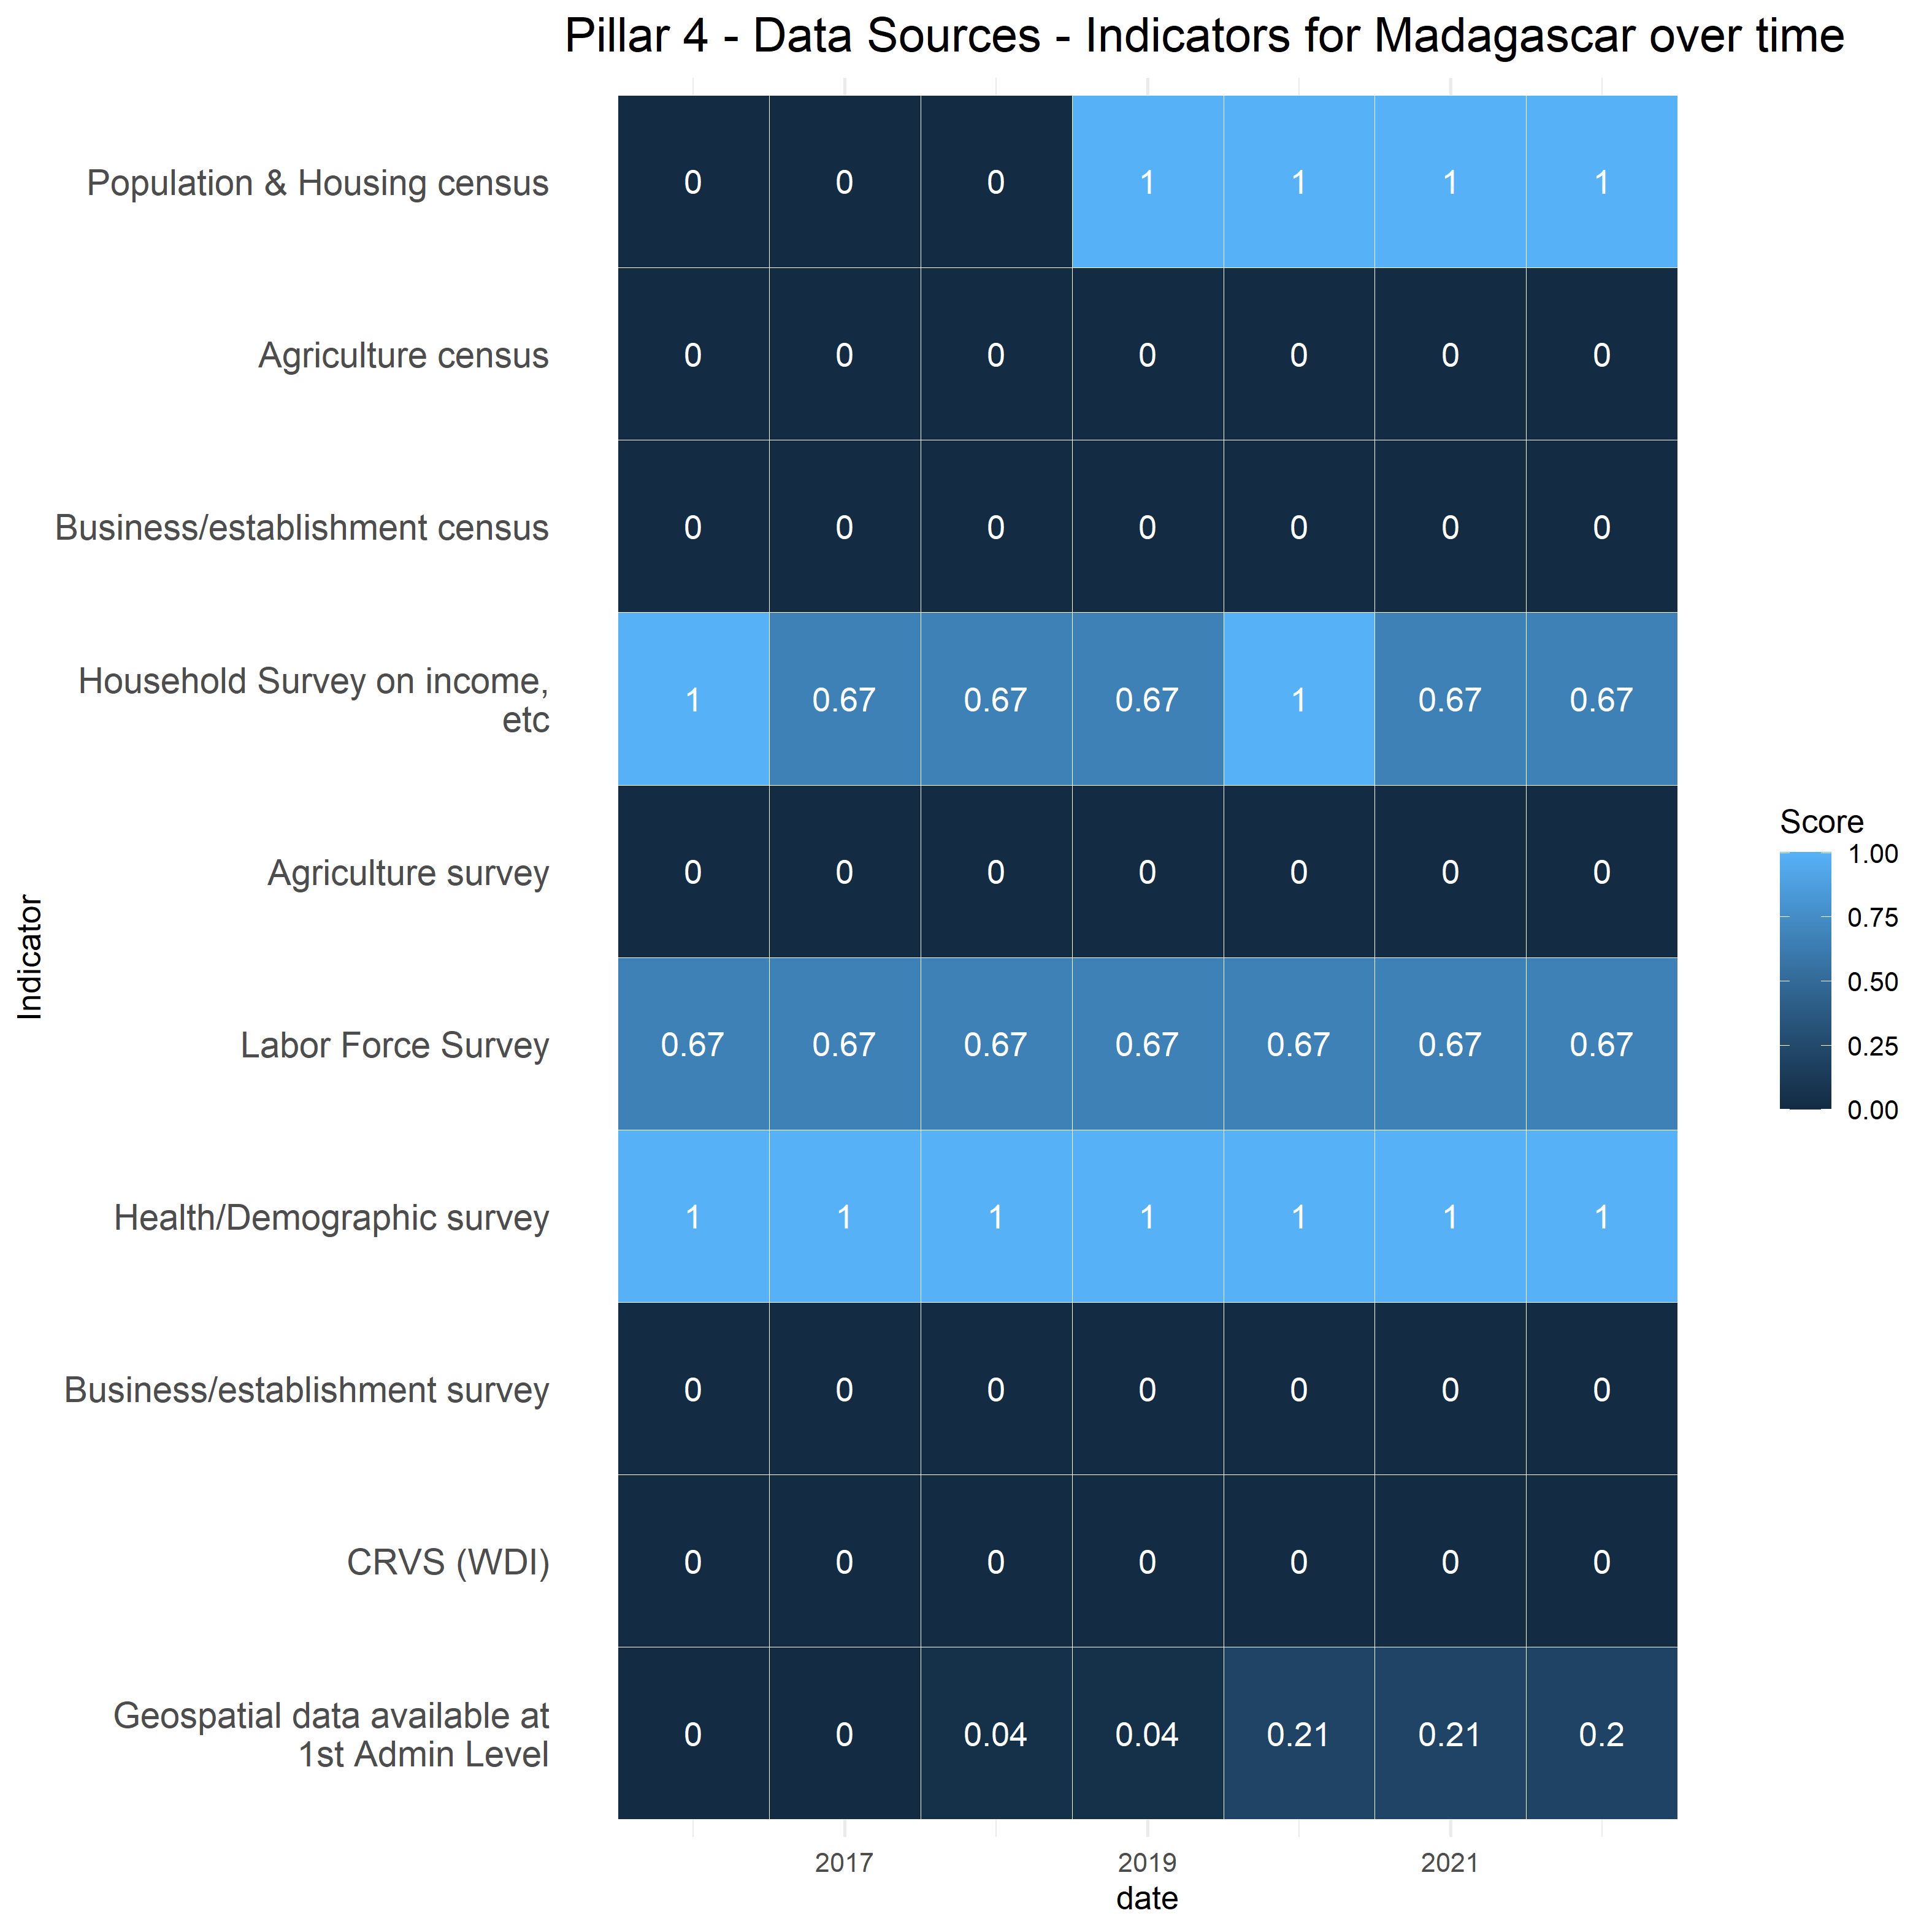 Pillar 4 - Data Sources - Indicators for Madagascar over time
Population & Housing census
0 0 0 1 1 1 1
Agriculture census
0 0 0 0 0 0 0
Business/establishment census
0 0 0 0 0 0 0
Household Survey on income,
etc
1 0.67 0.67 0.67 1 0.67 0.67
Agriculture survey
0 0 0 0 0 0 0
Labor Force Survey
0.67 0.67 0.67 0.67 0.67 0.67 0.67
Health/Demographic survey
1 1 1 1 1 1 1
Business/establishment survey
0 0 0 0 0 0 0
CRVS (WDI)
0 0 0 0 0 0 0
Geospatial data available at
1st Admin Level
0 0 0.04 0.04 0.21 0.21 0.2
2017 2019 2021
date
Indicator
Score
1.00
0.75
0.50
0.25
0.00